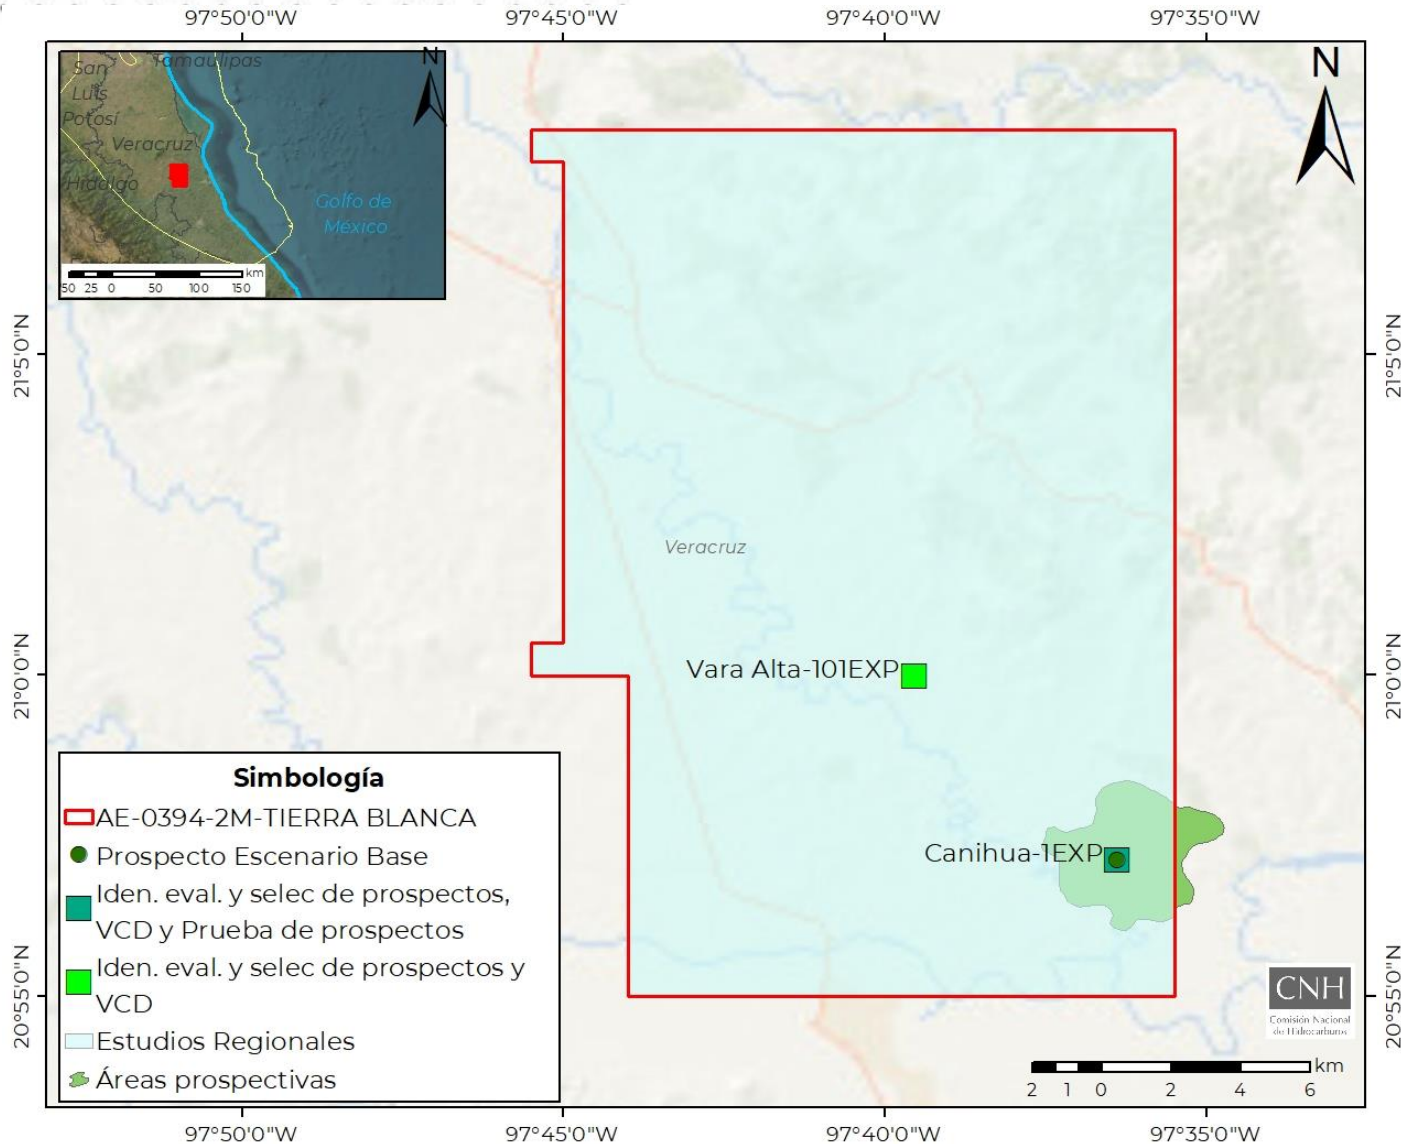 97°50'0"W 97°45'0"W 97°40'0"W 97°35'0"W
San
Luis
Potosí
Tamaulipas
Veracruz
Hidalgo
Golfo de
México
N
50 25 0 50 100 150 km
N
21°5'0"N
21°5'0"N
Veracruz
21°0'0"N
21°0'0"N
Vara Alta-101EXP
Canihua-1EXP
Simbología
AE-0394-2M-TIERRA BLANCA
Prospecto Escenario Base
Iden. eval. y selec de prospectos,
VCD y Prueba de prospectos
Iden. eval. y selec de prospectos y
VCD
Estudios Regionales
Áreas prospectivas
20°55'0"N
20°55'0"N
CNH
Comisión Nacional
de Hidrocarburos
2 1 0 2 4 6 km
97°50'0"W 97°45'0"W 97°40'0"W 97°35'0"W